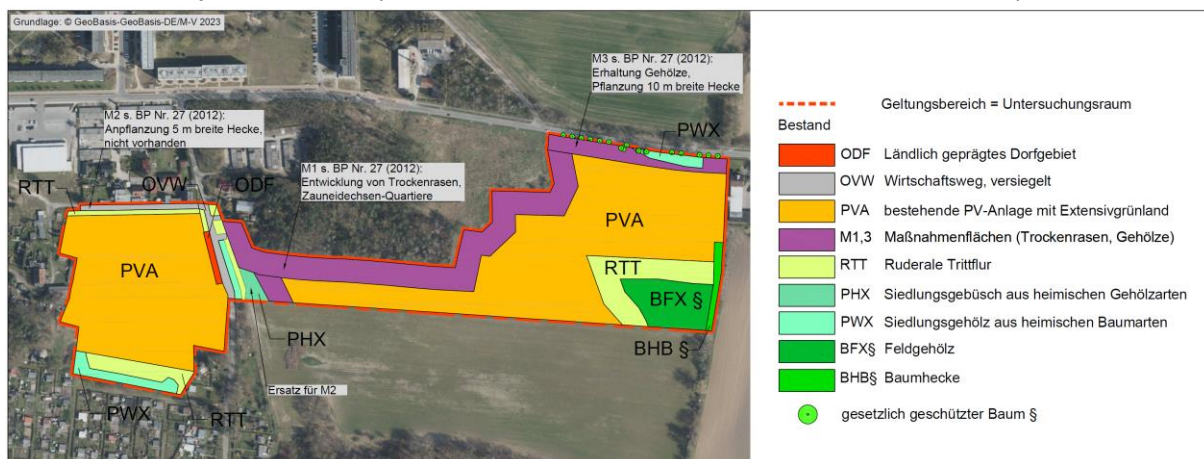 Grundlage: © GeoBasis-GeoBasis-DE/M-V 2023
M3 s. BP Nr. 27 (2012):
Erhaltung Gehölze,
Pflanzung 10 m breite Hecke
M2 s. BP Nr. 27 (2012):
Anpflanzung 5 m breite Hecke,
nicht vorhanden
PWX
M1 s. BP Nr. 27 (2012):
Entwicklung von Trockenrasen,
Zauneidechsen-Quartiere
RTT
OVW
ODF
PVA
PVA
RTT
BFX §
PHX
BHB §
Ersatz für M2
PWX
RTT
Geltungsbereich = Untersuchungsraum
Bestand
ODF Ländlich geprägtes Dorfgebiet
OVW Wirtschaftsweg, versiegelt
PVA bestehende PV-Anlage mit Extensivgrünland
M1,3 Maßnahmenflächen (Trockenrasen, Gehölze)
RTT Ruderale Trittflur
PHX Siedlungsgebüsch aus heimischen Gehölzarten
PWX Siedlungsgehölz aus heimischen Baumarten
BFX§ Feldgehölz
BHB§ Baumhecke
gesetzlich geschützter Baum §